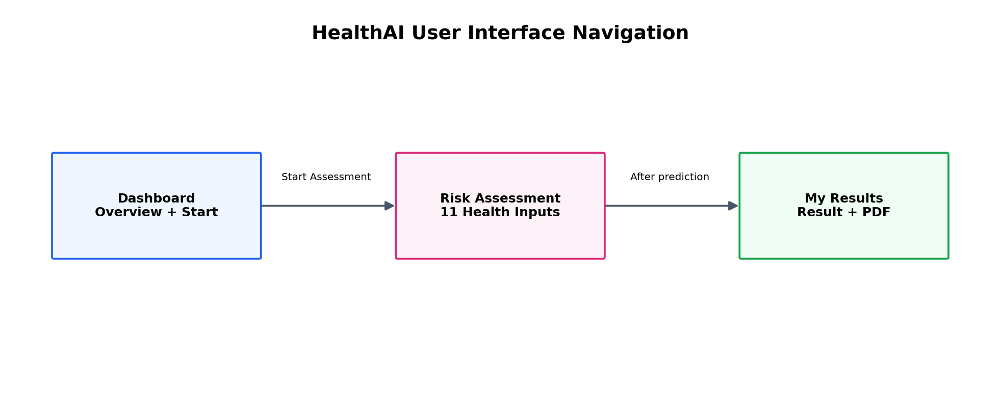 HealthAI User Interface Navigation
Dashboard
Overview + Start
Start Assessment
Risk Assessment
11 Health Inputs
After prediction
My Results
Result + PDF